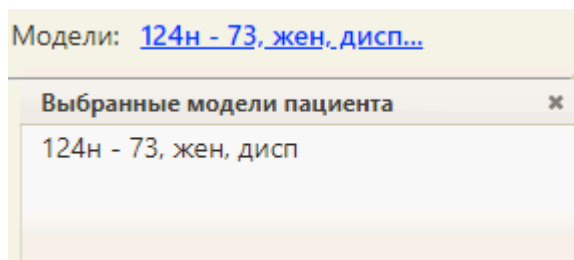 Модели: 124н - 73, жен, дисп...
Выбранные модели пациента
124н - 73, жен, дисп